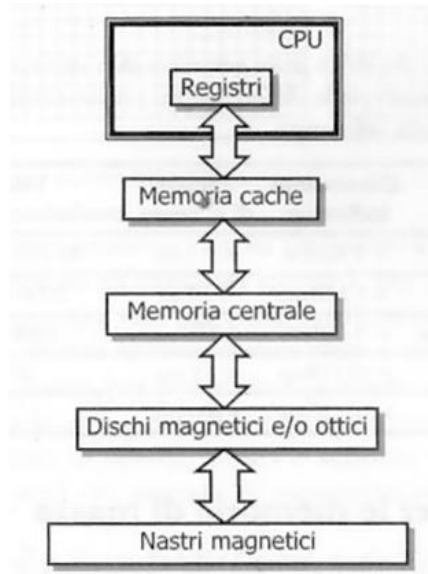 CPU
Registri
Memoria cache
Memoria centrale
Dischi magnetici e/o ottici
Nastri magnetici